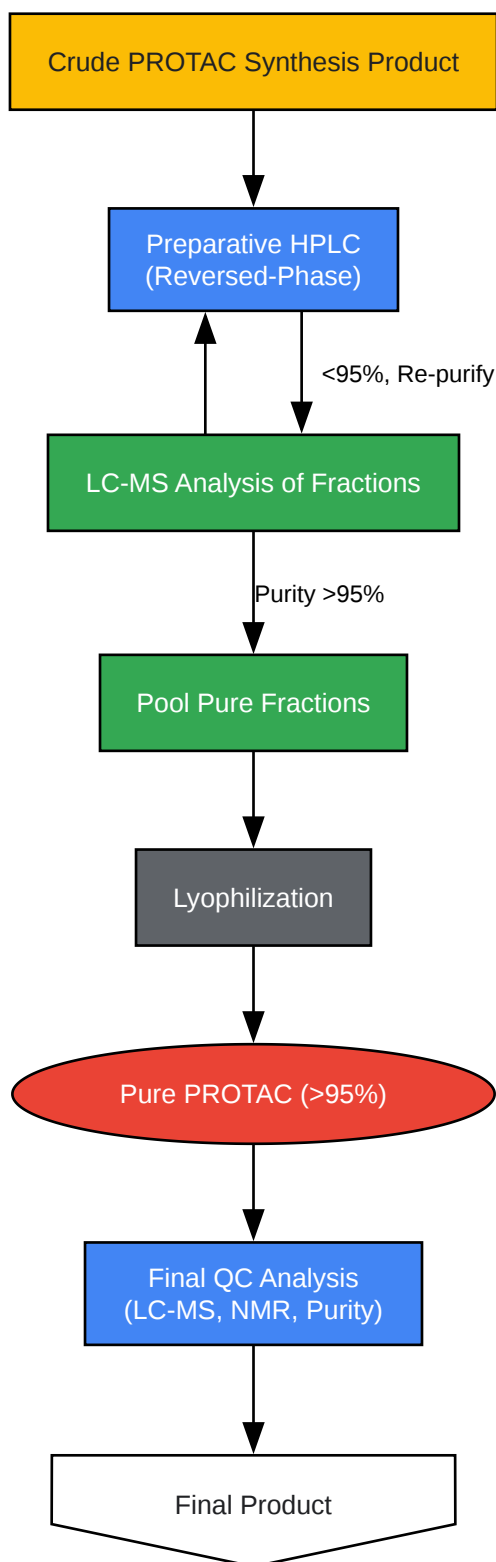 Crude PROTAC Synthesis Product
Preparative HPLC
(Reversed-Phase)
<95%, Re-purify
LC-MS Analysis of Fractions
Purity >95%
Pool Pure Fractions
Lyophilization
Pure PROTAC (>95%)
Final QC Analysis
(LC-MS, NMR, Purity)
Final Product